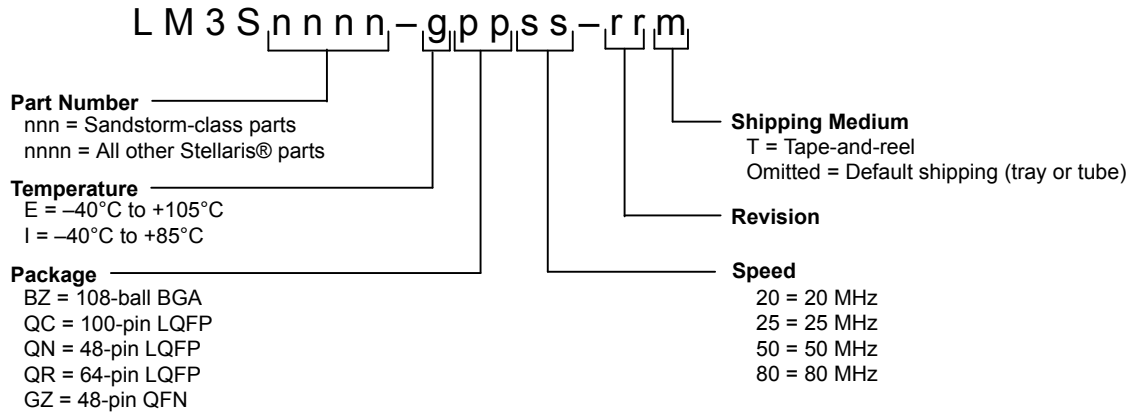 LM3Snnnn–gppss–rrm
Part Number
nnn = Sandstorm-class parts
nnnn = All other Stellaris® parts
Temperature
E = –40°C to +105°C
I = –40°C to +85°C
Package
BZ = 108-ball BGA
QC = 100-pin LQFP
QN = 48-pin LQFP
QR = 64-pin LQFP
GZ = 48-pin QFN
Shipping Medium
T = Tape-and-reel
Omitted = Default shipping (tray or tube)
Revision
Speed
20 = 20 MHz
25 = 25 MHz
50 = 50 MHz
80 = 80 MHz